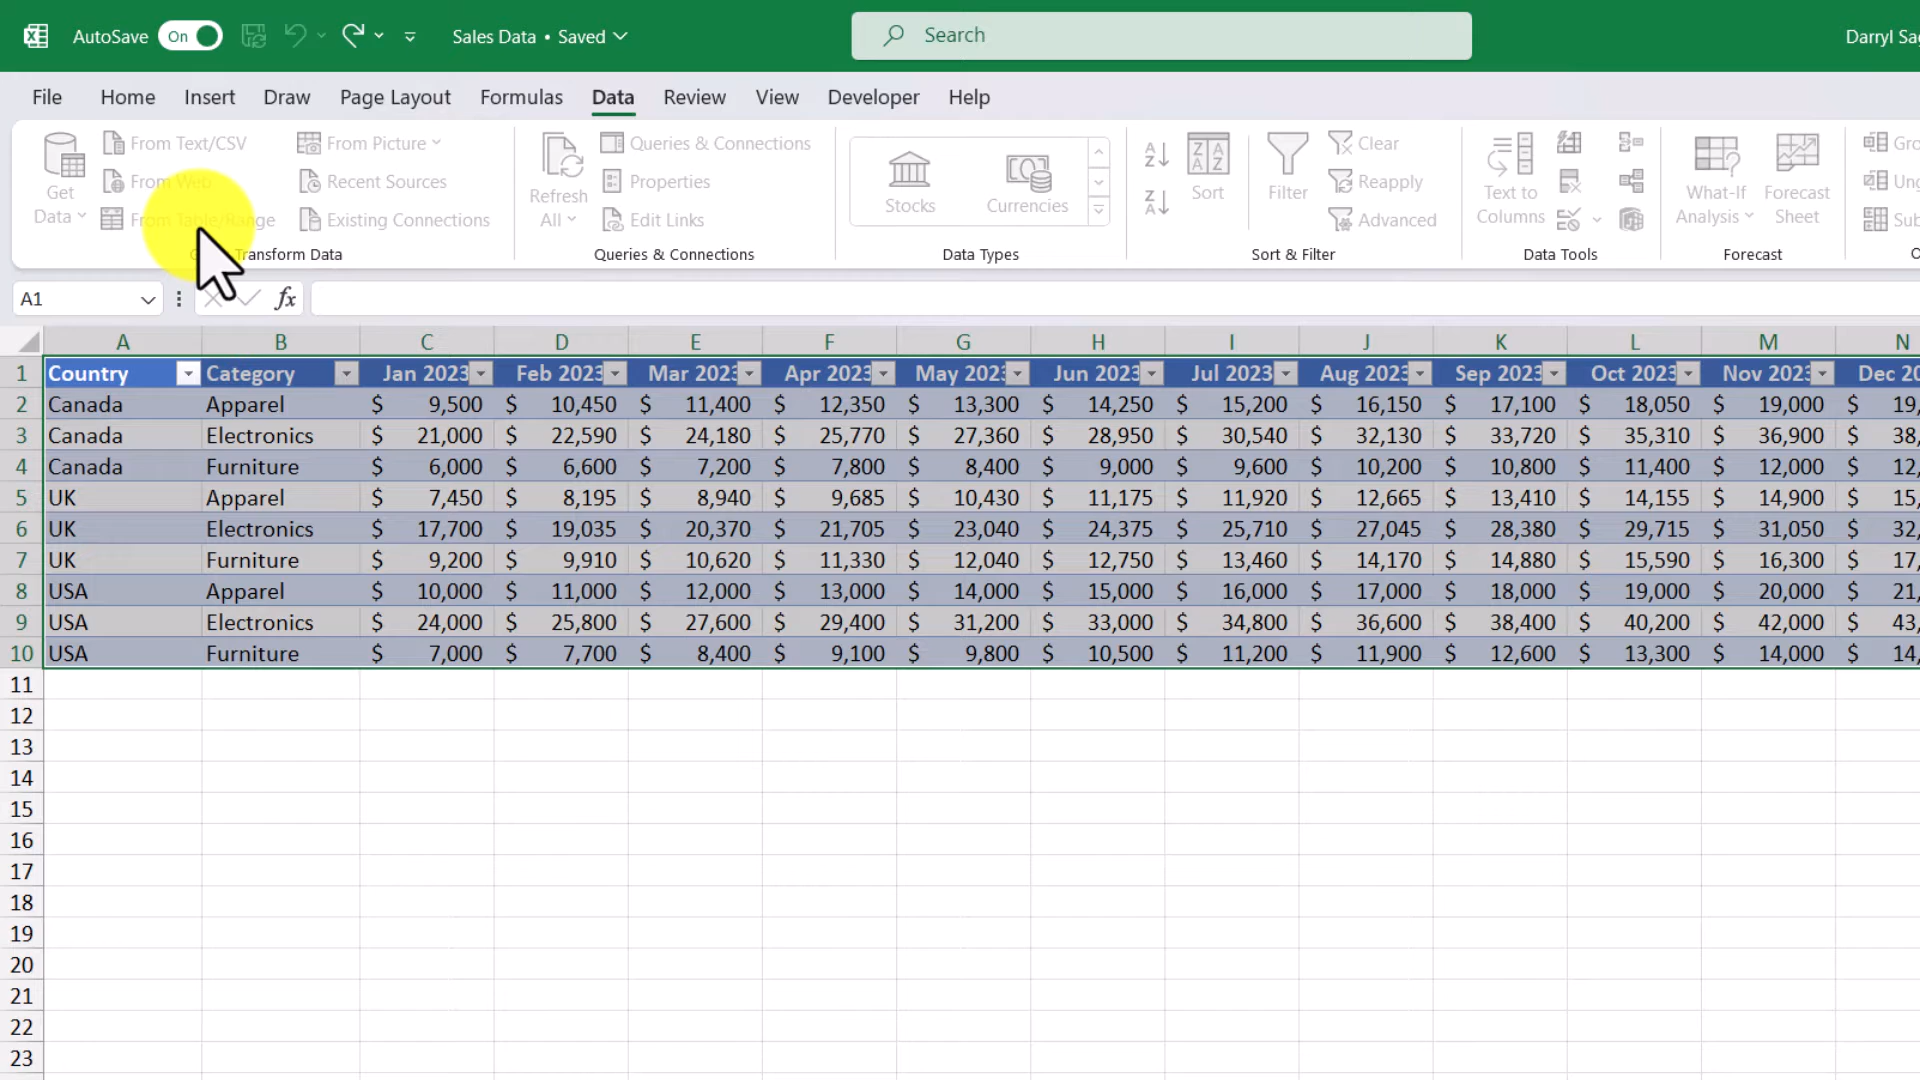 AutoSave On Sales Data • Saved Search Darryl
File Home Insert Draw Page Layout Formulas Data Review View Developer Help
Get Data
From Text/CSV
From Web
From Table/Range
From Picture
Recent Sources
Existing Connections
Transform Data
Refresh All
Queries & Connections
Properties
Edit Links
Queries & Connections
Stocks Currencies
Data Types
Sort
Filter
Clear
Reapply
Advanced
Sort & Filter
Text to Columns
Data Tools
What-If Analysis
Forecast Sheet
Forecast
A1 fx
A B C D E F G H I J K L M N
1 Country Category Jan 2023 Feb 2023 Mar 2023 Apr 2023 May 202 Jun 2023 Jul 2023 Aug 2023 Sep 2023 Oct 2023 Nov 2023 Dec 20
2 Canada Apparel $ 9,500 $ 10,450 $ 11,400 $ 12,350 $ 13,300 $ 14,250 $ 15,200 $ 16,150 $ 17,100 $ 18,050 $ 19,000 $ 19,
3 Canada Electronics $ 21,000 $ 22,590 $ 24,180 $ 25,770 $ 27,360 $ 28,950 $ 30,540 $ 32,130 $ 33,720 $ 35,310 $ 36,900 $ 38,
4 Canada Furniture $ 6,000 $ 6,600 $ 7,200 $ 7,800 $ 8,400 $ 9,000 $ 9,600 $ 10,200 $ 10,800 $ 11,400 $ 12,000 $ 12,
5 UK Apparel $ 7,450 $ 8,195 $ 8,940 $ 9,685 $ 10,430 $ 11,175 $ 11,920 $ 12,665 $ 13,410 $ 14,155 $ 14,900 $ 15,
6 UK Electronics $ 17,700 $ 19,035 $ 20,370 $ 21,705 $ 23,040 $ 24,375 $ 25,710 $ 27,045 $ 28,380 $ 29,715 $ 31,050 $ 32,
7 UK Furniture $ 9,200 $ 9,910 $ 10,620 $ 11,330 $ 12,040 $ 12,750 $ 13,460 $ 14,170 $ 14,880 $ 15,590 $ 16,300 $ 17,
8 USA Apparel $ 10,000 $ 11,000 $ 12,000 $ 13,000 $ 14,000 $ 15,000 $ 16,000 $ 17,000 $ 18,000 $ 19,000 $ 20,000 $ 21,
9 USA Electronics $ 24,000 $ 25,800 $ 27,600 $ 29,400 $ 31,200 $ 33,000 $ 34,800 $ 36,600 $ 38,400 $ 40,200 $ 42,000 $ 43,
10 USA Furniture $ 7,000 $ 7,700 $ 8,400 $ 9,100 $ 9,800 $ 10,500 $ 11,200 $ 11,900 $ 12,600 $ 13,300 $ 14,000 $ 14,
11
12
13
14
15
16
17
18
19
20
21
22
23